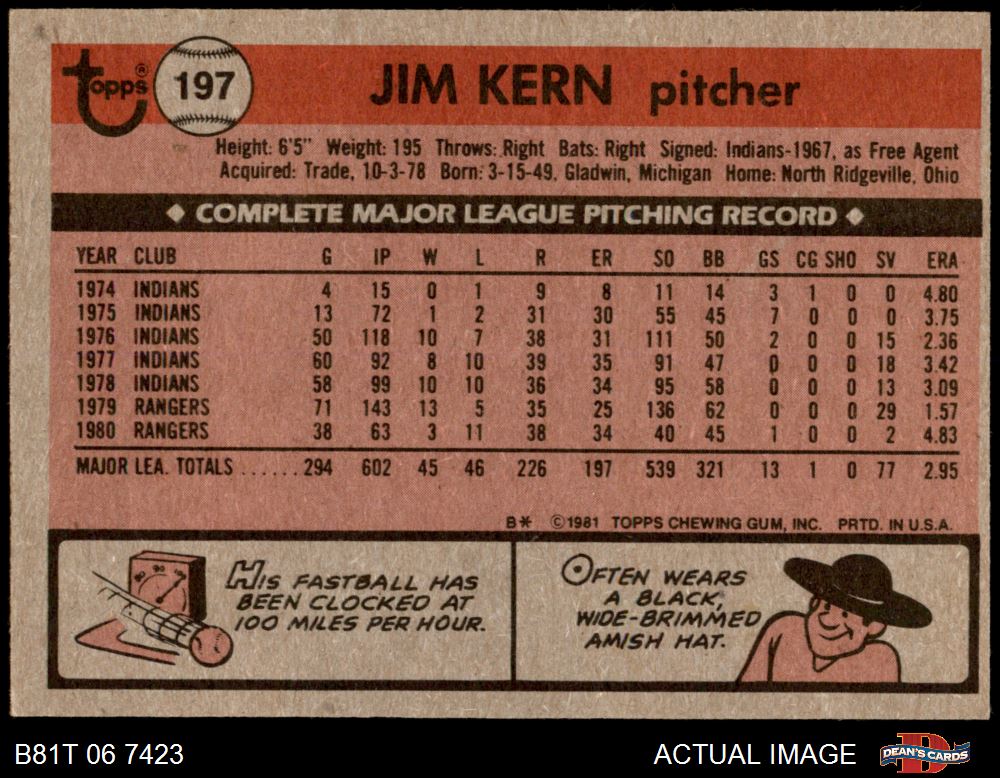 topps® 197 JIM KERN pitcher
Height: 6'5" Weight: 195 Throws: Right Bats: Right Signed: Indians-1967, as Free Agent
Acquired: Trade, 10-3-78 Born: 3-15-49, Gladwin, Michigan Home: North Ridgeville, Ohio
◆ COMPLETE MAJOR LEAGUE PITCHING RECORD ◆
YEAR CLUB G IP W L R ER SO BB GS CG SHO SV ERA
1974 INDIANS 4 15 0 1 9 8 11 14 3 1 0 0 4.80
1975 INDIANS 13 72 1 2 31 30 55 45 7 0 0 0 3.75
1976 INDIANS 50 118 10 7 38 31 111 50 2 0 0 15 2.36
1977 INDIANS 60 92 8 10 39 35 91 47 0 0 0 18 3.42
1978 INDIANS 58 99 10 10 36 34 95 58 0 0 0 13 3.09
1979 RANGERS 71 143 13 5 35 25 136 62 0 0 0 29 1.57
1980 RANGERS 38 63 3 11 38 34 40 45 1 0 0 2 4.83
MAJOR LEA. TOTALS ...... 294 602 45 46 226 197 539 321 13 1 0 77 2.95
B* ©1981 TOPPS CHEWING GUM, INC. PRTD. IN U.S.A.
HIS FASTBALL HAS
BEEN CLOCKED AT
100 MILES PER HOUR.
OFTEN WEARS
A BLACK,
WIDE-BRIMMED
AMISH HAT.
B81T 06 7423 ACTUAL IMAGE DEAN'S CARDS